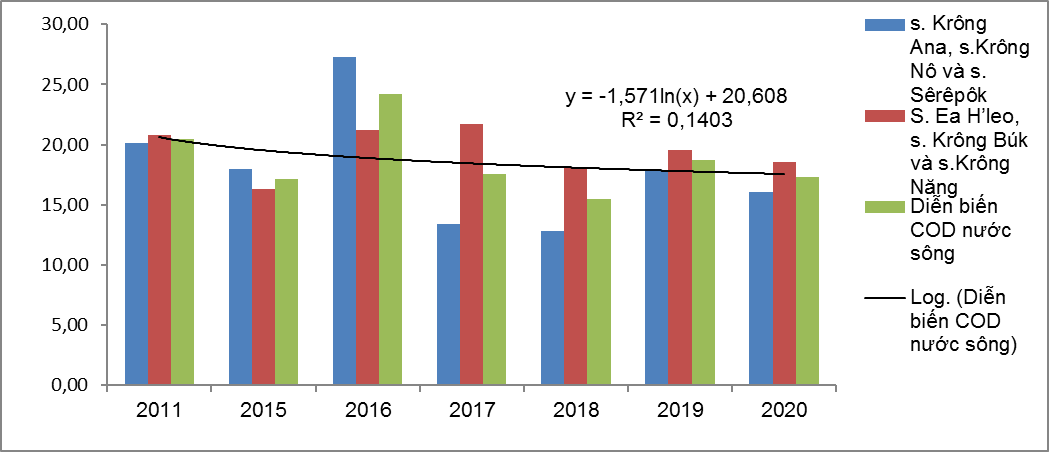 30,00
25,00
20,00
15,00
10,00
5,00
0,00
2011 2015 2016 2017 2018 2019 2020
y = -1,571ln(x) + 20,608
R² = 0,1403
s. Krông
Ana, s.Krông
Nô và s.
Sêrêpôk
S. Ea H’leo,
s. Krông Búk
và s.Krông
Năng
Diễn biến
COD nước
sông
Log. (Diễn
biến COD
nước sông)